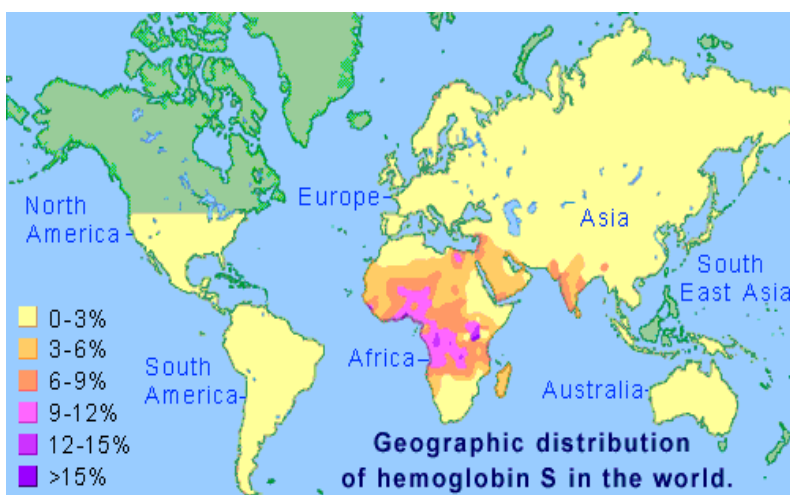 Europe
Asia
North
America
South
East Asia
0-3%
3-6%
6-9%
9-12%
12-15%
>15%
South
America
Africa
Australia
Geographic distribution
of hemoglobin S in the world.